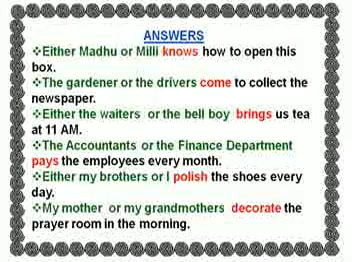 ANSWERS
❖Either Madhu or Milli knows how to open this
box.
❖The gardener or the drivers come to collect the
newspaper.
❖Either the waiters or the bell boy brings us tea
at 11 AM.
❖The Accountants or the Finance Department
pays the employees every month.
❖Either my brothers or I polish the shoes every
day.
❖My mother or my grandmothers decorate the
prayer room in the morning.